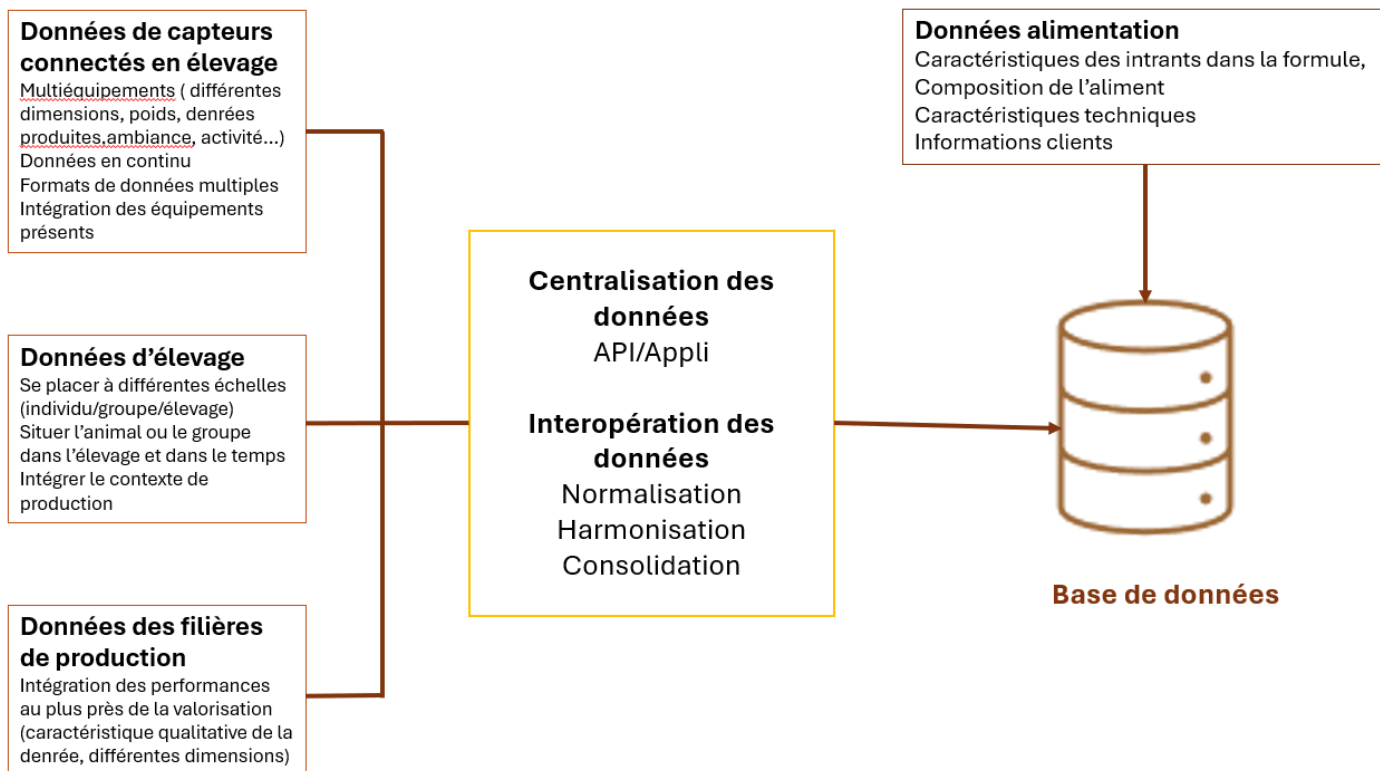 Données de capteurs
connectés en élevage
Multiéquipements ( différentes
dimensions, poids, denrées
produites,ambiance, activité...)
Données en continu
Formats de données multiples
Intégration des équipements
présents
Données d'élevage
Se placer à différentes échelles
(individu/groupe/élevage)
Situer l'animal ou le groupe
dans l'élevage et dans le temps
Intégrer le contexte de
production
Données des filières
de production
Intégration des performances
au plus près de la valorisation
(caractéristique qualitative de la
denrée, différentes dimensions)
Centralisation des
données
API/Appli
Interopération des
données
Normalisation
Harmonisation
Consolidation
Données alimentation
Caractéristiques des intrants dans la formule,
Composition de l'aliment
Caractéristiques techniques
Informations clients
Base de données